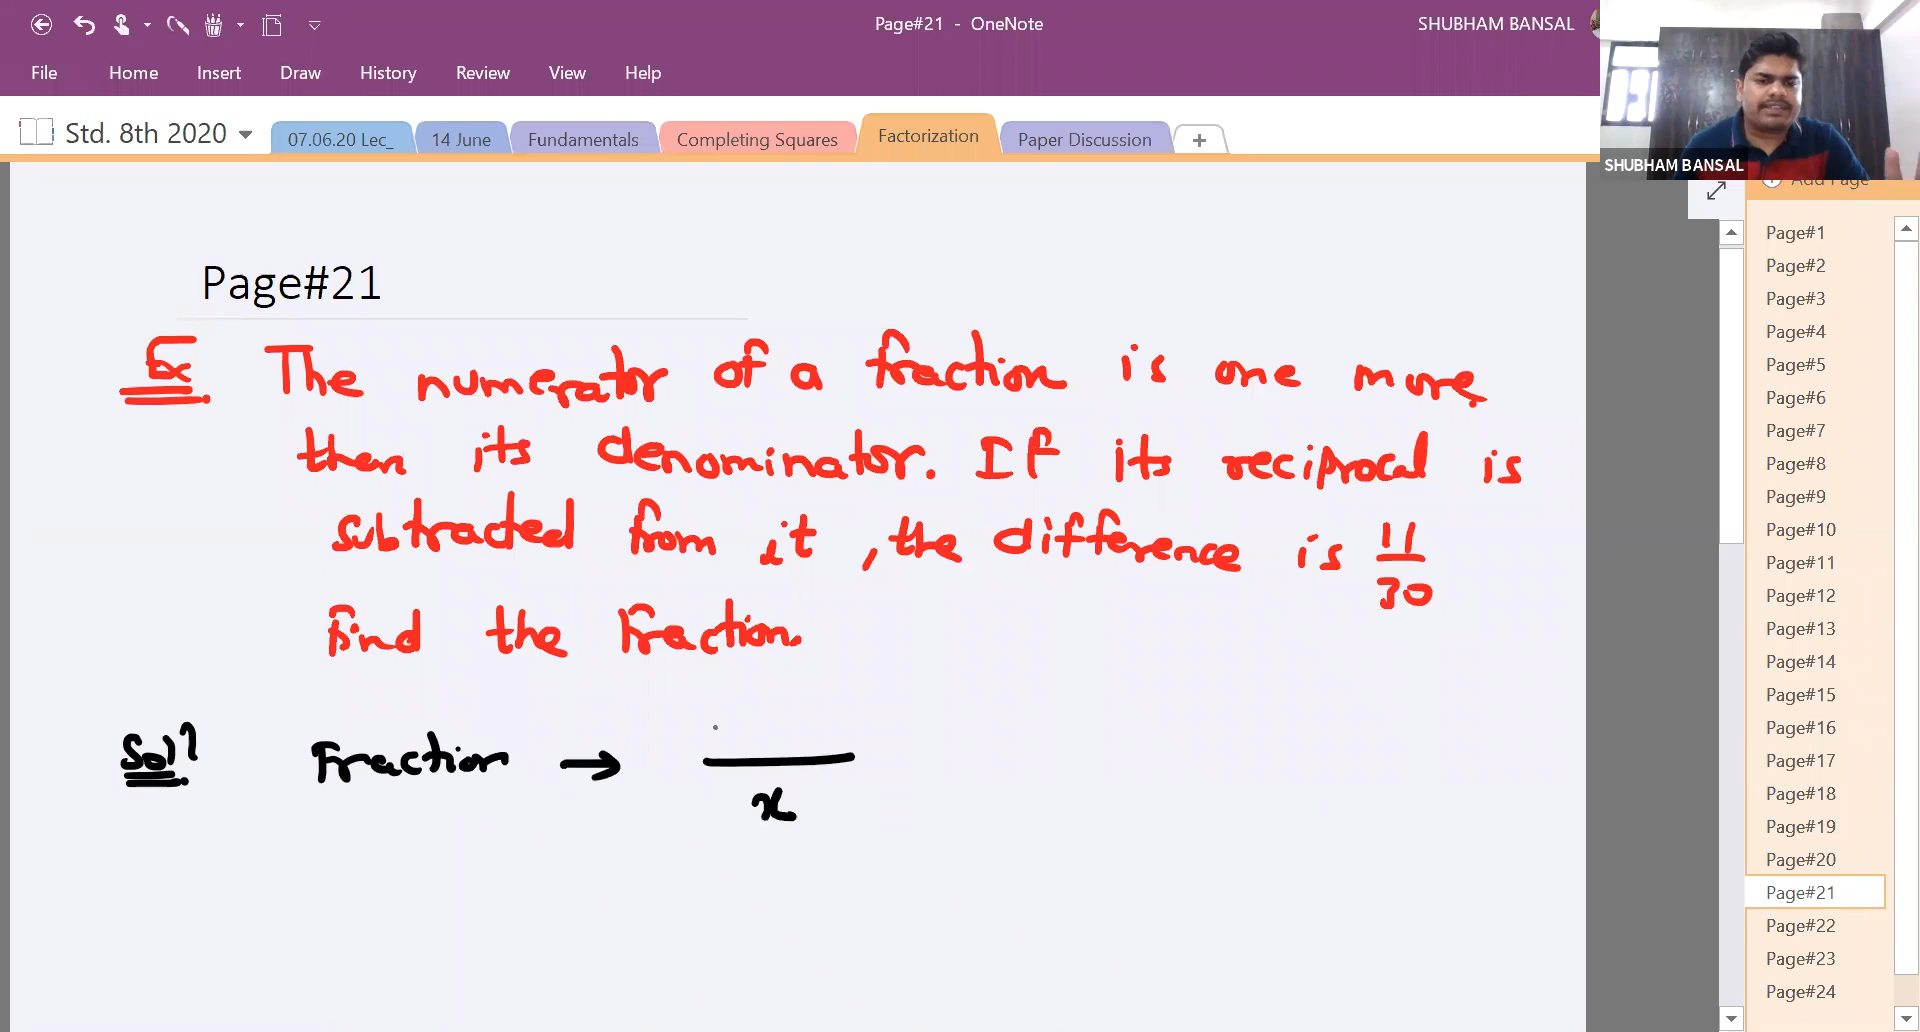 Page#21 - OneNote
SHUBHAM BANSAL
File Home Insert Draw History Review View Help
SHUBHAM BANSAL
Std. 8th 2020
07.06.20 Lec_ 14 June Fundamentals Completing Squares Factorization Paper Discussion +
Add Page
Page#21
Ex The numerator of a fraction is one more
then its denominator. If its reciprocal is
subtracted from it, the difference is 11/30
find the fraction.
Sol? Fraction → 
x
Page#1
Page#2
Page#3
Page#4
Page#5
Page#6
Page#7
Page#8
Page#9
Page#10
Page#11
Page#12
Page#13
Page#14
Page#15
Page#16
Page#17
Page#18
Page#19
Page#20
Page#21
Page#22
Page#23
Page#24